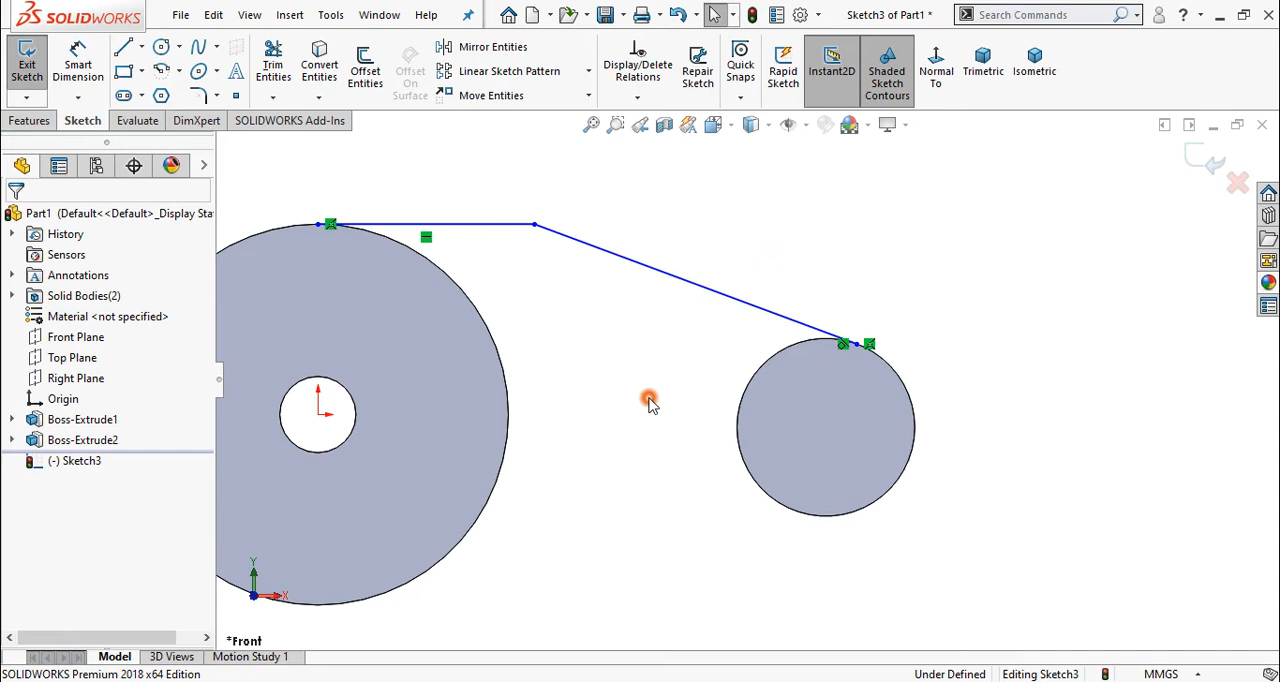 SOLIDWORKS
File Edit View Insert Tools Window Help
Sketch3 of Part1 *
Search Commands
?
Exit Sketch
Smart Dimension
Trim Entities
Convert Entities
Offset Entities
Offset On Surface
Mirror Entities
Linear Sketch Pattern
Move Entities
Display/Delete Relations
Repair Sketch
Quick Snaps
Rapid Sketch
Instant2D
Shaded Sketch Contours
Normal To
Trimetric
Isometric
Features Sketch Evaluate DimXpert SOLIDWORKS Add-Ins
Part1 (Default<<Default>_Display Sta
History
Sensors
Annotations
Solid Bodies(2)
Material <not specified>
Front Plane
Top Plane
Right Plane
Origin
Boss-Extrude1
Boss-Extrude2
(-) Sketch3
Y
X
*Front
Model 3D Views Motion Study 1
SOLIDWORKS Premium 2018 x64 Edition
Under Defined Editing Sketch3 MMGS